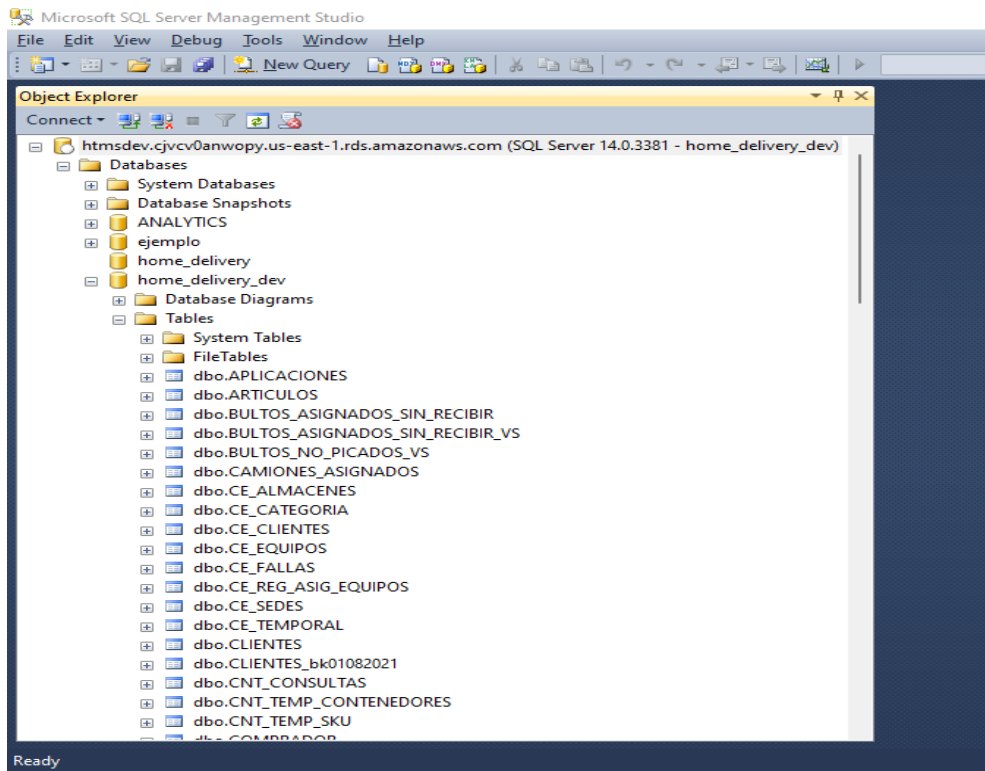 Microsoft SQL Server Management Studio
File Edit View Debug Tools Window Help
New Query
Object Explorer
Connect
htmsdev.cjvcv0anwopy.us-east-1.rds.amazonaws.com (SQL Server 14.0.3381 - home_delivery_dev)
Databases
System Databases
Database Snapshots
ANALYTICS
ejemplo
home_delivery
home_delivery_dev
Database Diagrams
Tables
System Tables
FileTables
dbo.APLICACIONES
dbo.ARTICULOS
dbo.BULTOS_ASIGNADOS_SIN_RECIBIR
dbo.BULTOS_ASIGNADOS_SIN_RECIBIR_VS
dbo.BULTOS_NO_PICADOS_VS
dbo.CAMIONES_ASIGNADOS
dbo.CE_ALMACENES
dbo.CE_CATEGORIA
dbo.CE_CLIENTES
dbo.CE_EQUIPOS
dbo.CE_FALLAS
dbo.CE_REG_ASIG_EQUIPOS
dbo.CE_SEDES
dbo.CE_TEMPORAL
dbo.CLIENTES
dbo.CLIENTES_bk01082021
dbo.CNT_CONSULTAS
dbo.CNT_TEMP_CONTENEDORES
dbo.CNT_TEMP_SKU
Ready